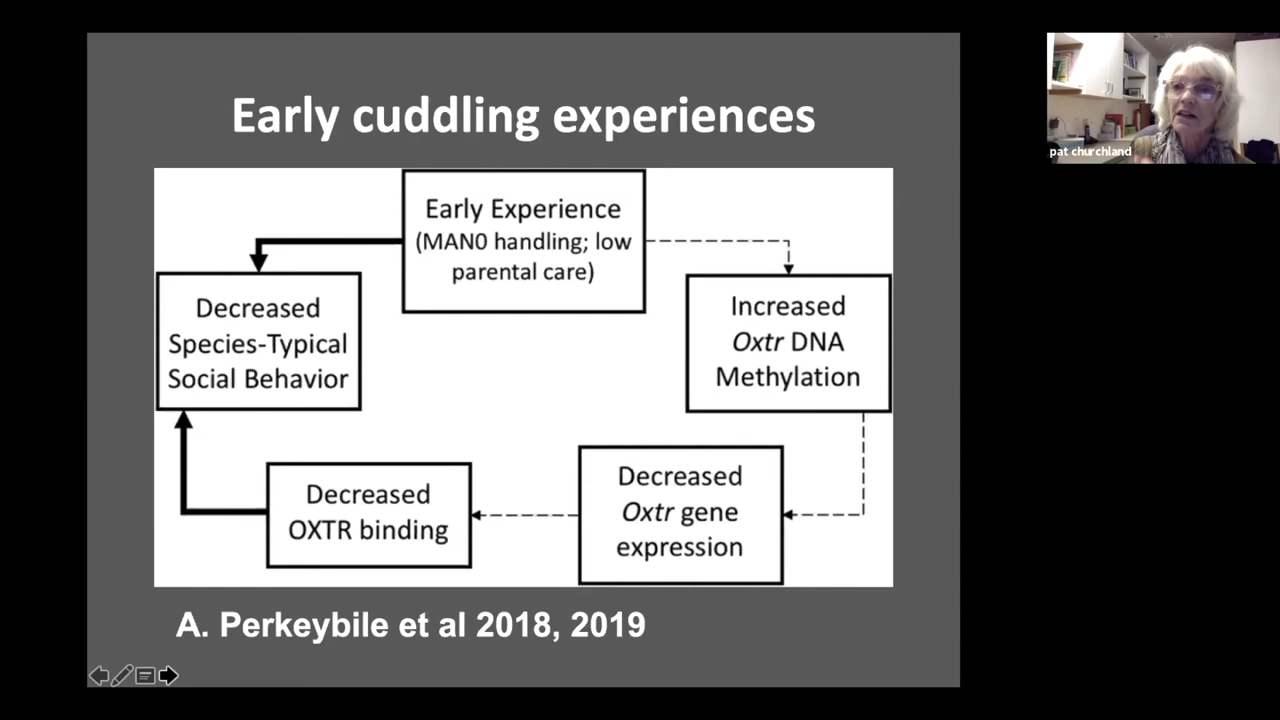 Early cuddling experiences
Early Experience
(MAN0 handling; low
parental care)
Decreased
Species-Typical
Social Behavior
Increased
Oxtr DNA
Methylation
Decreased
OXTR binding
Decreased
Oxtr gene
expression
A. Perkeybile et al 2018, 2019
pat churchland